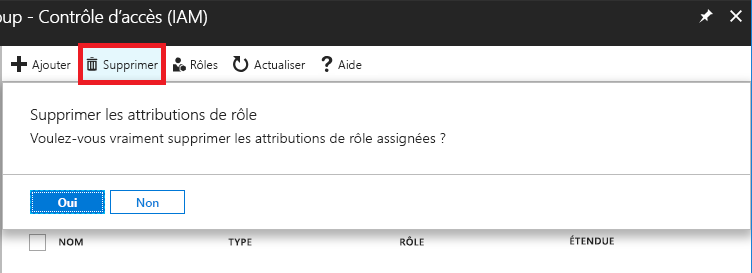 oup - Contrôle d’accès (IAM)
Ajouter Supprimer Rôles Actualiser ? Aide
Supprimer les attributions de rôle
Voulez-vous vraiment supprimer les attributions de rôle assignées ?
Oui Non
NOM TYPE RÔLE ÉTENDUE